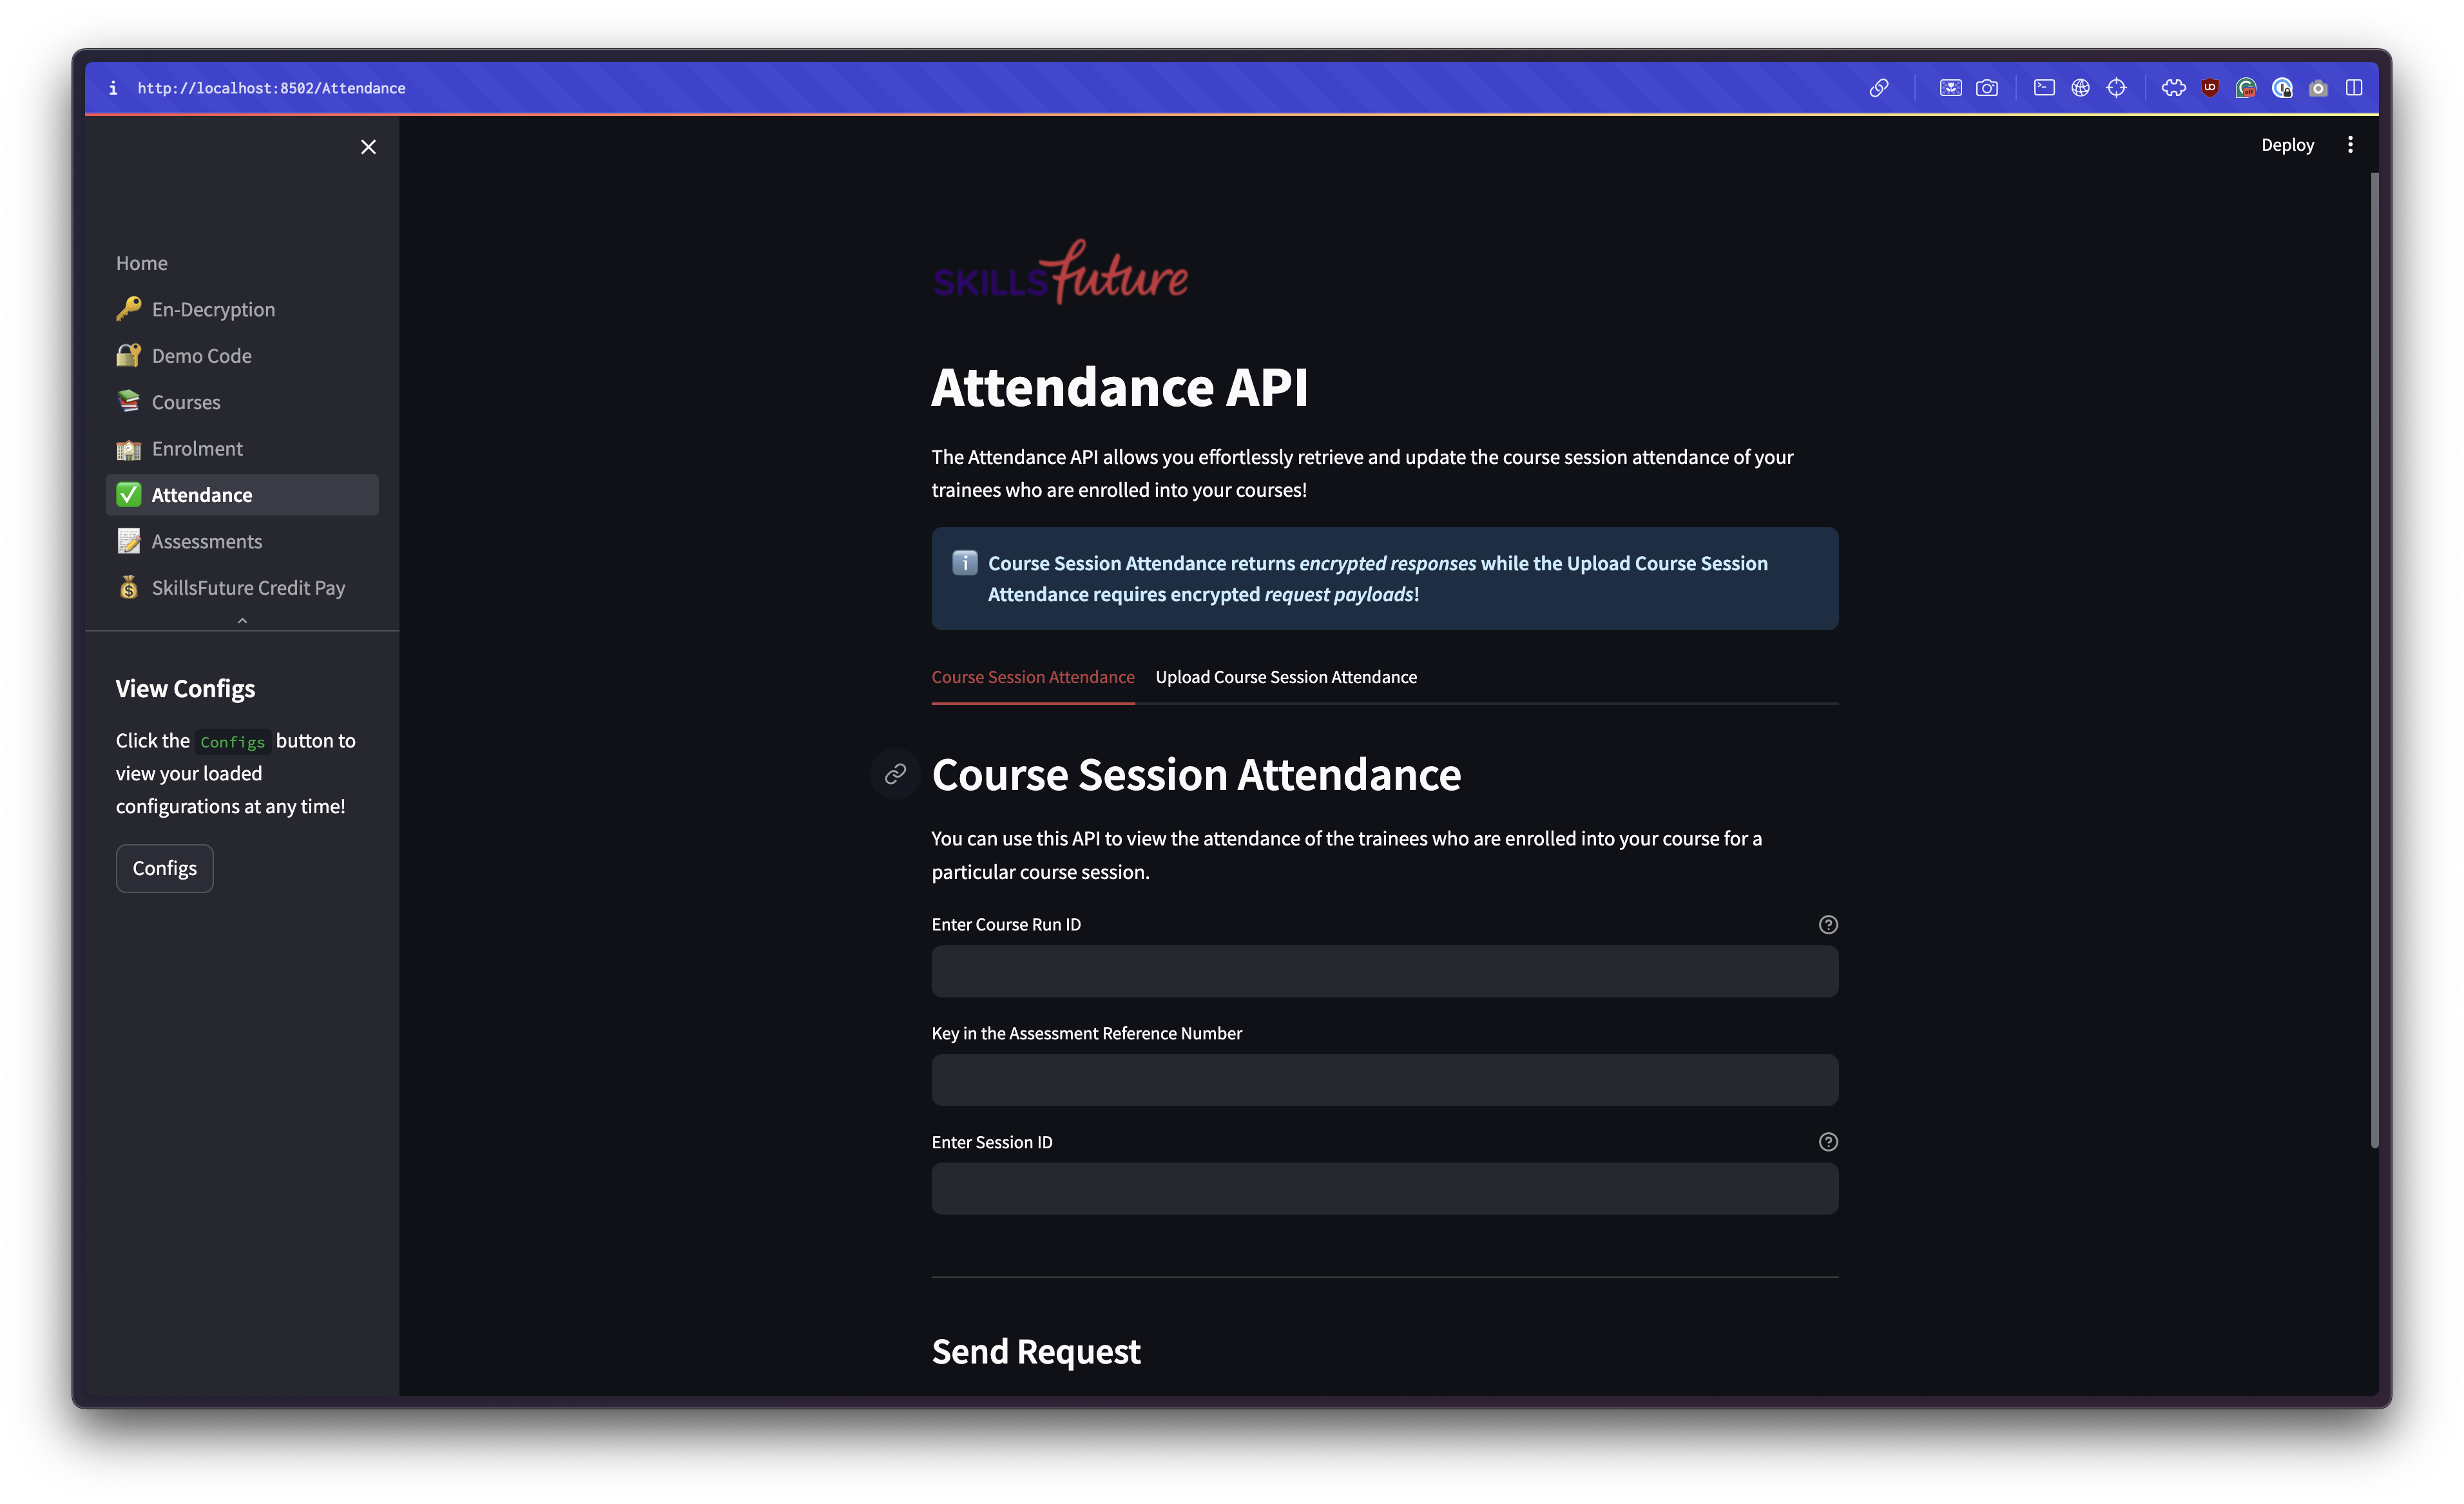 http://localhost:8502/Attendance
Deploy
Home
En-Decryption
Demo Code
Courses
Enrolment
Attendance
Assessments
SkillsFuture Credit Pay
View Configs
Click the Configs button to
view your loaded
configurations at any time!
Configs
SKILLSfuture
Attendance API
The Attendance API allows you effortlessly retrieve and update the course session attendance of your
trainees who are enrolled into your courses!
Course Session Attendance returns encrypted responses while the Upload Course Session
Attendance requires encrypted request payloads!
Course Session Attendance
Upload Course Session Attendance
Course Session Attendance
You can use this API to view the attendance of the trainees who are enrolled into your course for a
particular course session.
Enter Course Run ID
Key in the Assessment Reference Number
Enter Session ID
Send Request